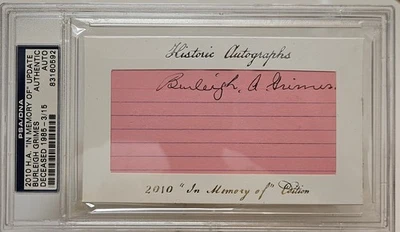 PSA/DNA
2010 H.A. "IN MEMORY OF" UPDATE
BURLEIGH GRIMES AUTHENTIC
DECEASED 1985 - 3/15 AUTO
83160592
Historic Autographs
Burleigh. A Grimes.
2010 "In Memory of" Edition